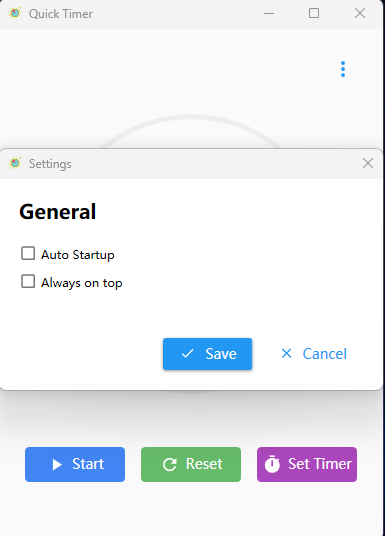 Quick Timer
Settings
General
Auto Startup
Always on top
Save
Cancel
Start
Reset
Set Timer